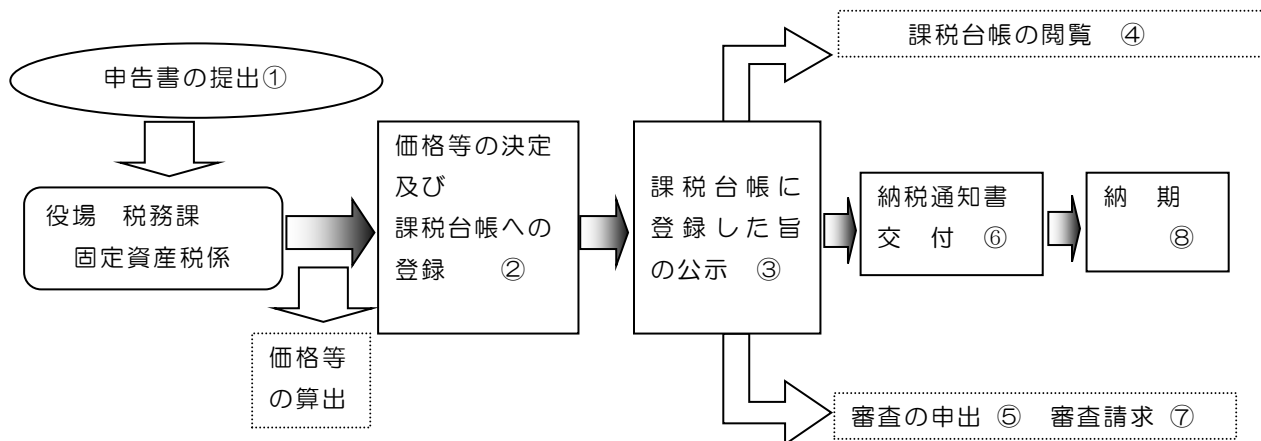 申告書の提出①
役場 税務課
固定資産税係
価格等
の算出
価格等の決定
及び
課税台帳への
登録 ②
課税台帳に
登録した旨
の公示 ③
課税台帳の閲覧 ④
納税通知書
交 付 ⑥
納 期
⑧
審査の申出 ⑤ 審査請求 ⑦